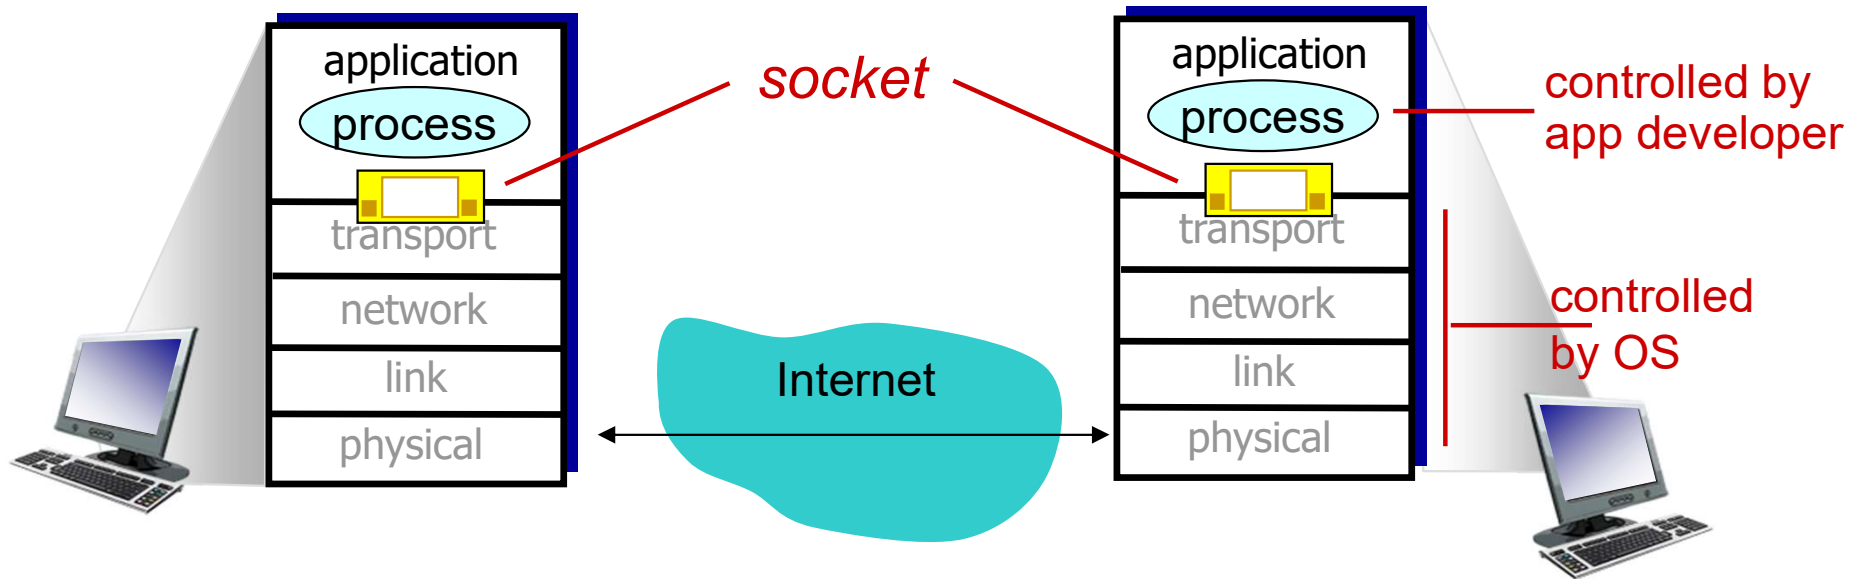 application
process
transport
network
link
physical
socket
Internet
application
process
transport
network
link
physical
controlled by
app developer
controlled
by OS